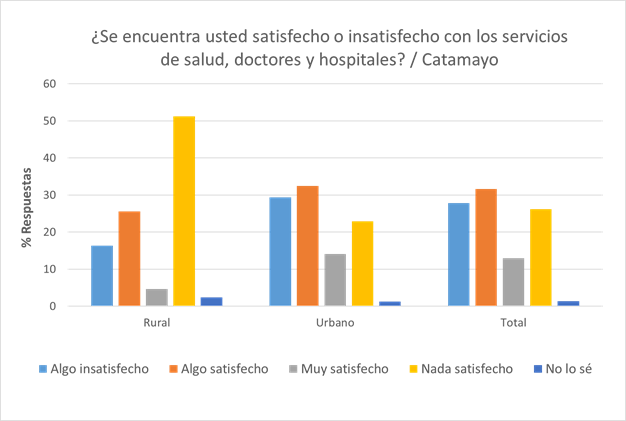 ¿Se encuentra usted satisfecho o insatisfecho con los servicios
de salud, doctores y hospitales? / Catamayo
60
50
40
30
20
10
0
% Respuestas
Rural Urbano Total
Algo insatisfecho Algo satisfecho Muy satisfecho Nada satisfecho No lo sé